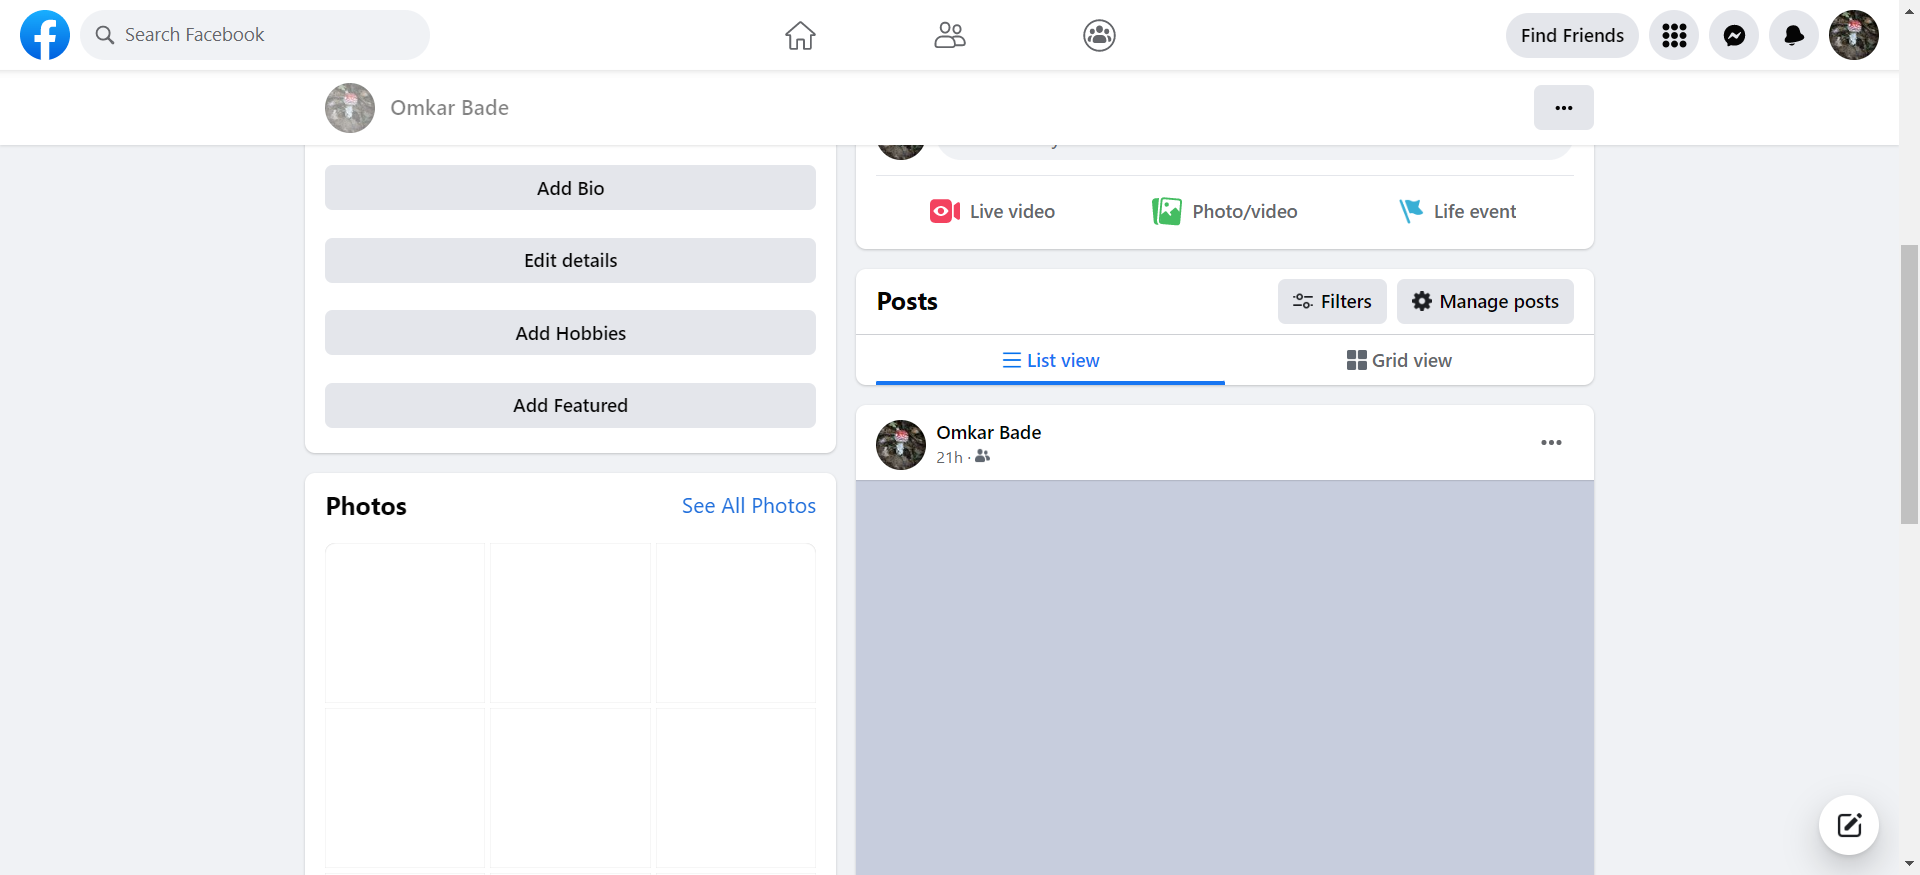 Search Facebook
Find Friends
Omkar Bade
Add Bio
Edit details
Add Hobbies
Add Featured
Photos
See All Photos
Live video
Photo/video
Life event
Posts
Filters
Manage posts
List view
Grid view
Omkar Bade
21h ·